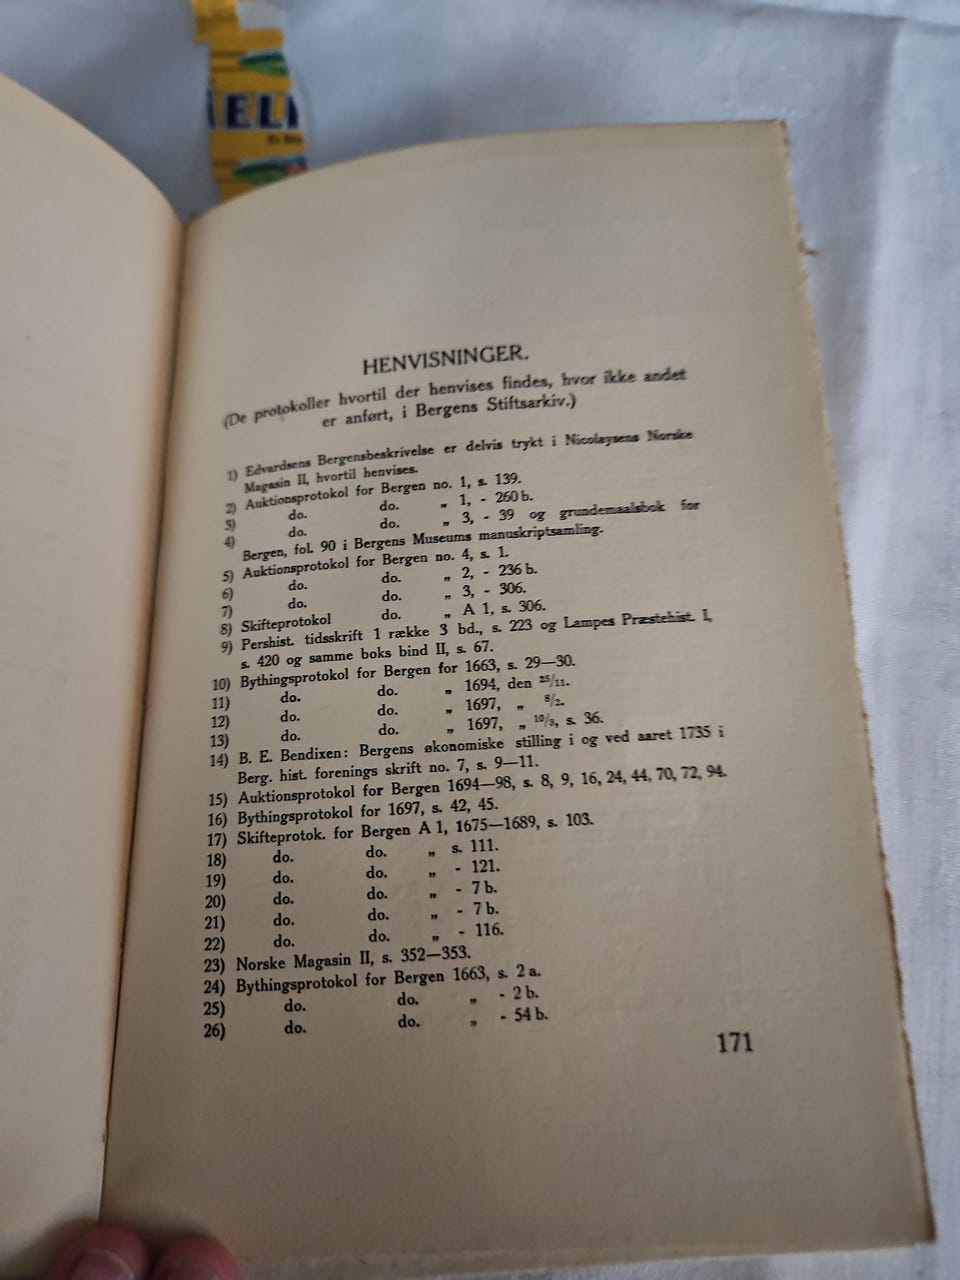 HENVISNINGER.
(De protokoller hvortil der henvises findes, hvor ikke andet
er anført, i Bergens Stiftsarkiv.)
1) Edvardsens Bergensbeskrivelse er delvis trykt i Nicolaysens Norske
Magasin II, hvortil henvises.
2) Auktionsprotokol for Bergen no. 1, s. 139.
3) do. do. „ 1, - 260 b.
4) do. do. „ 3, - 39 og grundemaalsbok for
Bergen, fol. 90 i Bergens Museums manuskriptsamling.
5) Auktionsprotokol for Bergen no. 4, s. 1.
6) do. do. „ 2, - 236 b.
7) do. do. „ 3, - 306.
8) Skifteprotokol do. „ A 1, s. 306.
9) Pershist. tidsskrift 1 række 3 bd., s. 223 og Lampes Præstehist. I,
s. 420 og samme boks bind II, s. 67.
10) Bythingsprotokol for Bergen for 1663, s. 29—30.
11) do. do. „ 1694, den 25/11.
12) do. do. „ 1697, „ 8/2.
13) do. do. „ 1697, „ 10/3, s. 36.
14) B. E. Bendixen: Bergens økonomiske stilling i og ved aaret 1735 i
Berg. hist. forenings skrift no. 7, s. 9—11.
15) Auktionsprotokol for Bergen 1694—98, s. 8, 9, 16, 24, 44, 70, 72, 94.
16) Bythingsprotokol for 1697, s. 42, 45.
17) Skifteprotok. for Bergen A 1, 1675—1689, s. 103.
18) do. do. „ s. 111.
19) do. do. „ - 121.
20) do. do. „ - 7 b.
21) do. do. „ - 7 b.
22) do. do. „ - 116.
23) Norske Magasin II, s. 352—353.
24) Bythingsprotokol for Bergen 1663, s. 2 a.
25) do. do. „ - 2 b.
26) do. do. „ - 54 b.
171